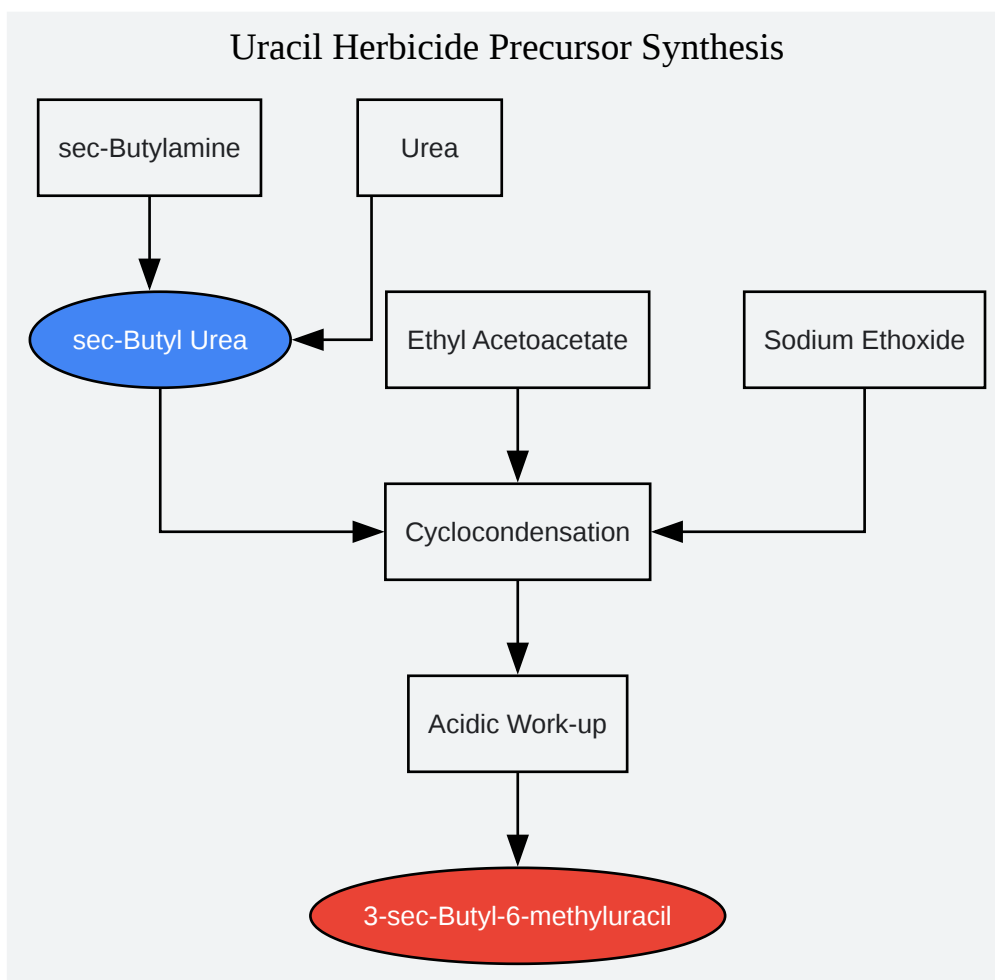 Uracil Herbicide Precursor Synthesis
sec-Butylamine
Urea
sec-Butyl Urea
Ethyl Acetoacetate
Sodium Ethoxide
Cyclocondensation
Acidic Work-up
3-sec-Butyl-6-methyluracil